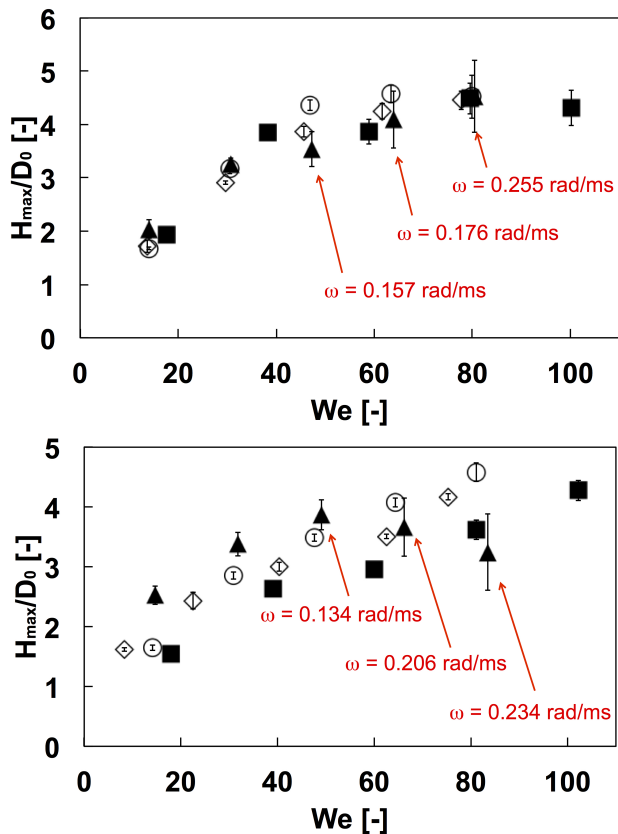 6
5
4
3
2
1
0
Hmax/D0 [-]
ω = 0.255 rad/ms
ω = 0.176 rad/ms
ω = 0.157 rad/ms
0 20 40 60 80 100
We [-]
5
4
3
2
1
0
Hmax/D0 [-]
ω = 0.134 rad/ms
ω = 0.206 rad/ms
ω = 0.234 rad/ms
0 20 40 60 80 100
We [-]